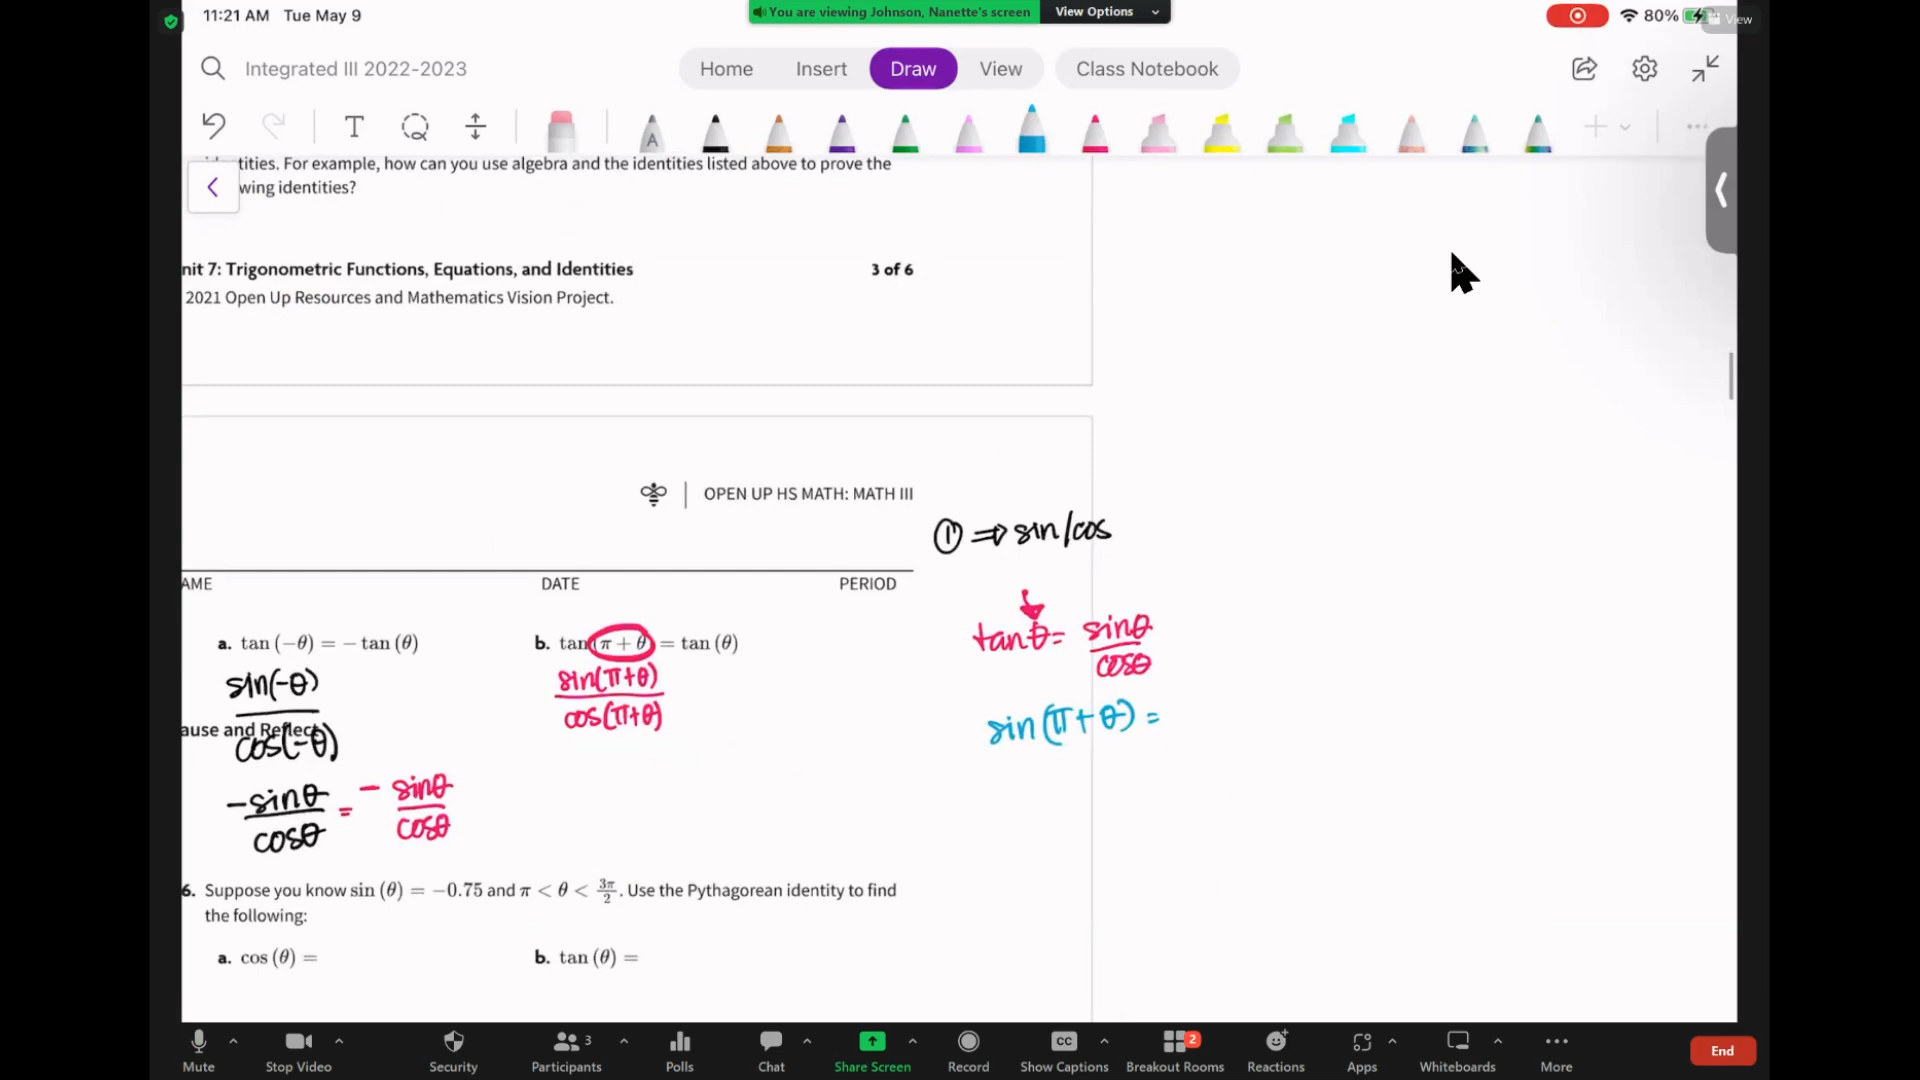 11:21 AM Tue May 9
You are viewing Johnson, Nanette's screen View Options
80%
View
Integrated III 2022-2023
Home Insert Draw View Class Notebook
T
A
tities. For example, how can you use algebra and the identities listed above to prove the
wing identities?
nit 7: Trigonometric Functions, Equations, and Identities 3 of 6
2021 Open Up Resources and Mathematics Vision Project.
OPEN UP HS MATH: MATH III
① ⇒ sin/cos
AME DATE PERIOD
a. tan (−θ) = − tan (θ)
b. tan (π + θ) = tan (θ)
tanθ = sinθ/cosθ
sin(-θ)/cos(-θ)
sin(π+θ)/cos(π+θ)
sin(π+θ) =
ause and Reflect
-sinθ/cosθ = - sinθ/cosθ
6. Suppose you know sin (θ) = −0.75 and π < θ < 3π/2. Use the Pythagorean identity to find
the following:
a. cos (θ) =
b. tan (θ) =
3
CC
2
Mute Stop Video Security Participants Polls Chat Share Screen Record Show Captions Breakout Rooms Reactions Apps Whiteboards More
End